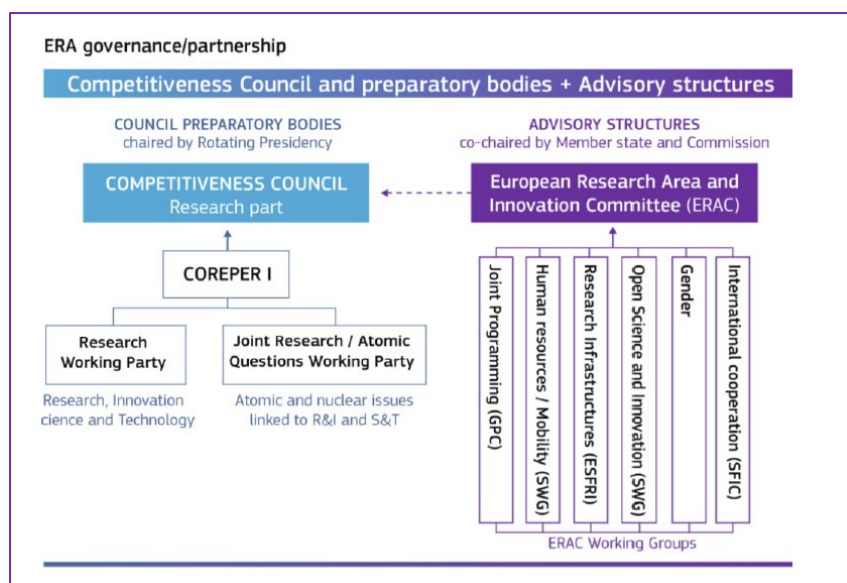 ERA governance/partnership
Competitiveness Council and preparatory bodies + Advisory structures
COUNCIL PREPARATORY BODIES
chaired by Rotating Presidency
ADVISORY STRUCTURES
co-chaired by Member state and Commission
COMPETITIVENESS COUNCIL
Research part
European Research Area and
Innovation Committee (ERAC)
COREPER I
Research
Working Party
Joint Research / Atomic
Questions Working Party
Research, Innovation
cience and Technology
Atomic and nuclear issues
linked to R&I and S&T
Joint Programming (GPC)
Human resources / Mobility (SWG)
Research Infrastructures (ESFRI)
Open Science and Innovation (SWG)
Gender
International cooperation (SFIC)
ERAC Working Groups